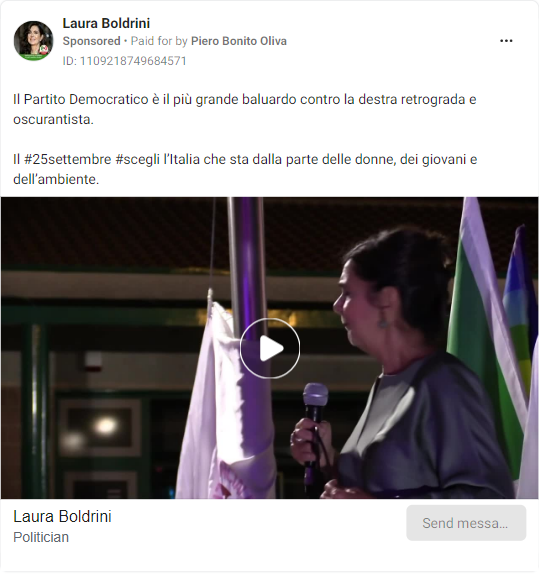 Laura Boldrini
Sponsored • Paid for by Piero Bonito Oliva
ID: 1109218749684571
Il Partito Democratico è il più grande baluardo contro la destra retrograda e
oscurantista.
Il #25settembre #scegli l'Italia che sta dalla parte delle donne, dei giovani e
dell'ambiente.
Laura Boldrini
Politician
Send messa...